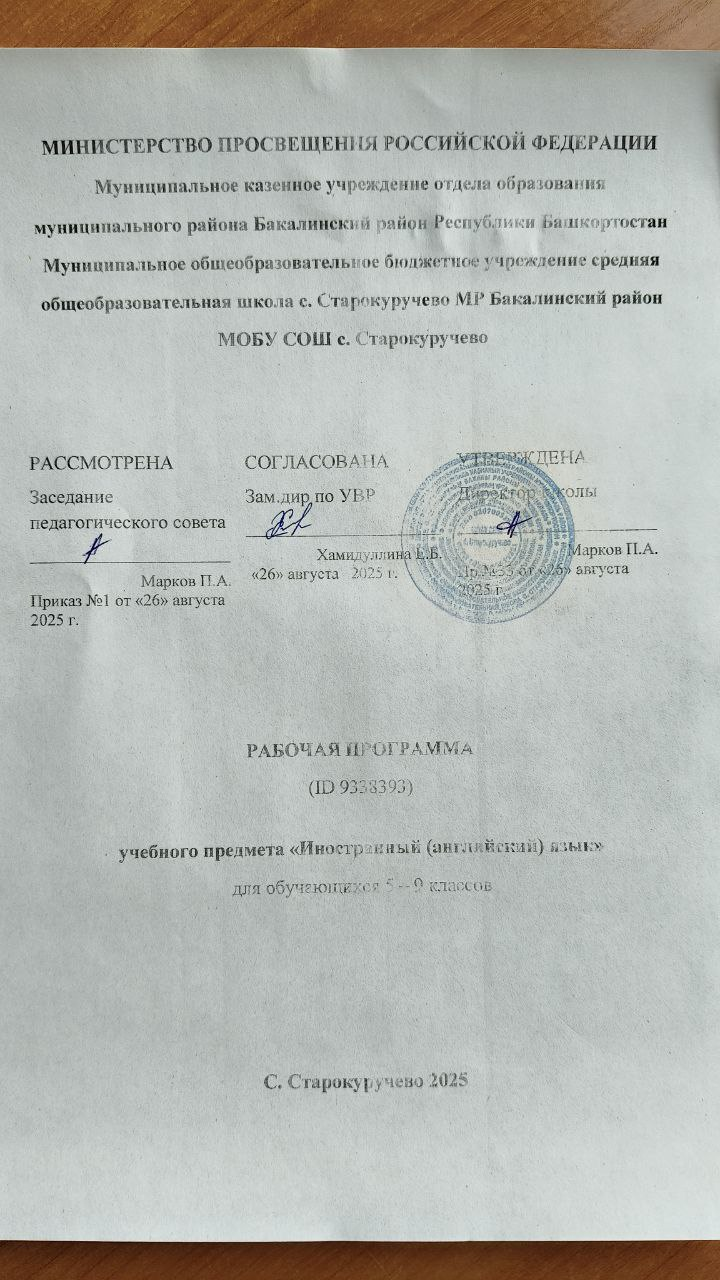 МИНИСТЕРСТВО ПРОСВЕЩЕНИЯ РОССИЙСКОЙ ФЕДЕРАЦИИ
Муниципальное казенное учреждение отдела образования
муниципального района Бакалинский район Республики Башкортостан
Муниципальное общеобразовательное бюджетное учреждение средняя
общеобразовательная школа с. Старокуручево МР Бакалинский район
МОБУ СОШ с. Старокуручево
РАССМОТРЕНА
Заседание
педагогического совета
Марков П.А.
Приказ №1 от «26» августа
2025 г.
СОГЛАСОВАНА
Зам.дир по УВР
Хамидуллина Е.Б.
«26» августа 2025 г.
УТВЕРЖДЕНА
Директор школы
Марков П.А.
Пр.№53 от «26» августа
2025 г.
РАБОЧАЯ ПРОГРАММА
(ID 9338393)
учебного предмета «Иностранный (английский) язык»
для обучающихся 5 – 9 классов
С. Старокуручево 2025